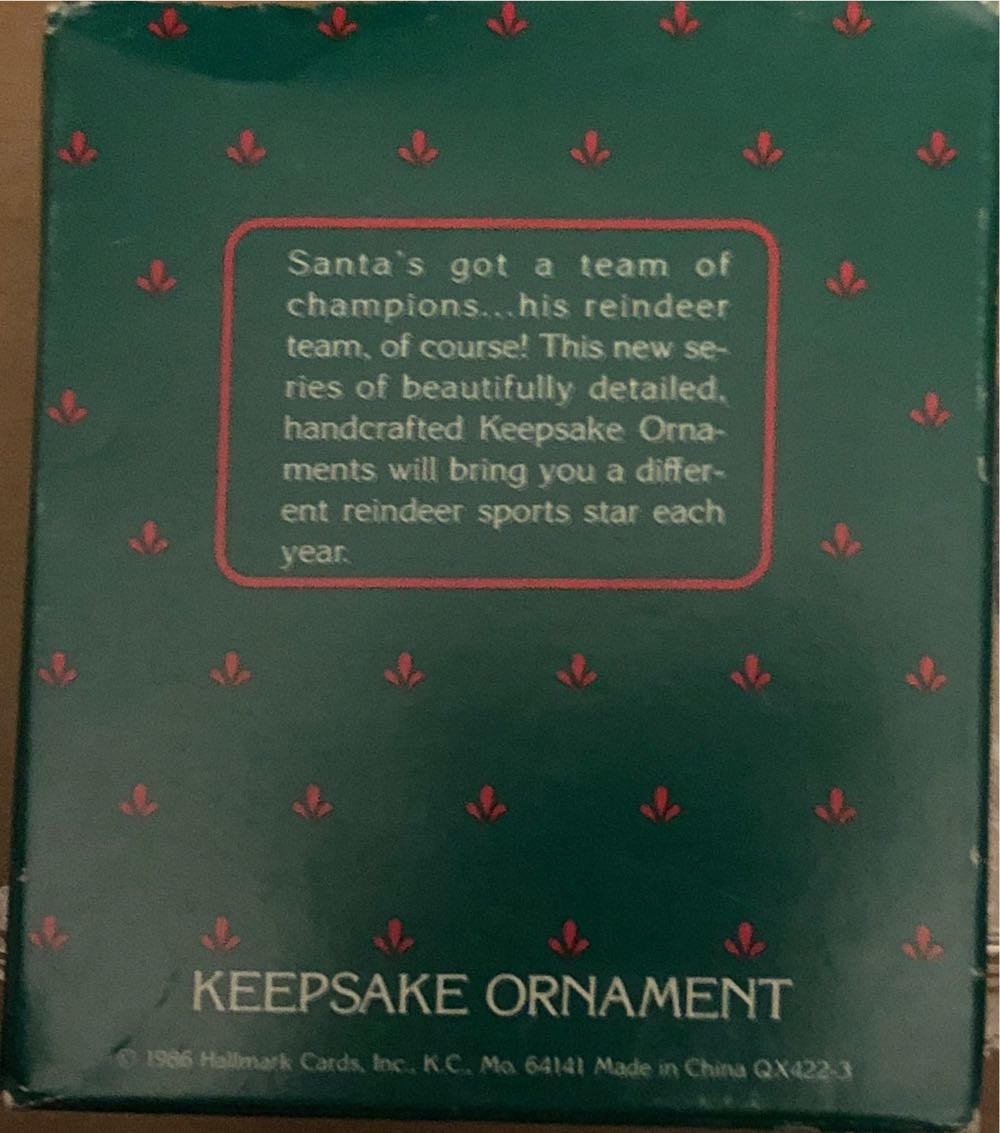 Santa's got a team of
champions...his reindeer
team, of course! This new se-
ries of beautifully detailed,
handcrafted Keepsake Orna-
ments will bring you a differ-
ent reindeer sports star each
year.
KEEPSAKE ORNAMENT
© 1986 Hallmark Cards, Inc., K.C., Mo. 64141 Made in China QX422-3